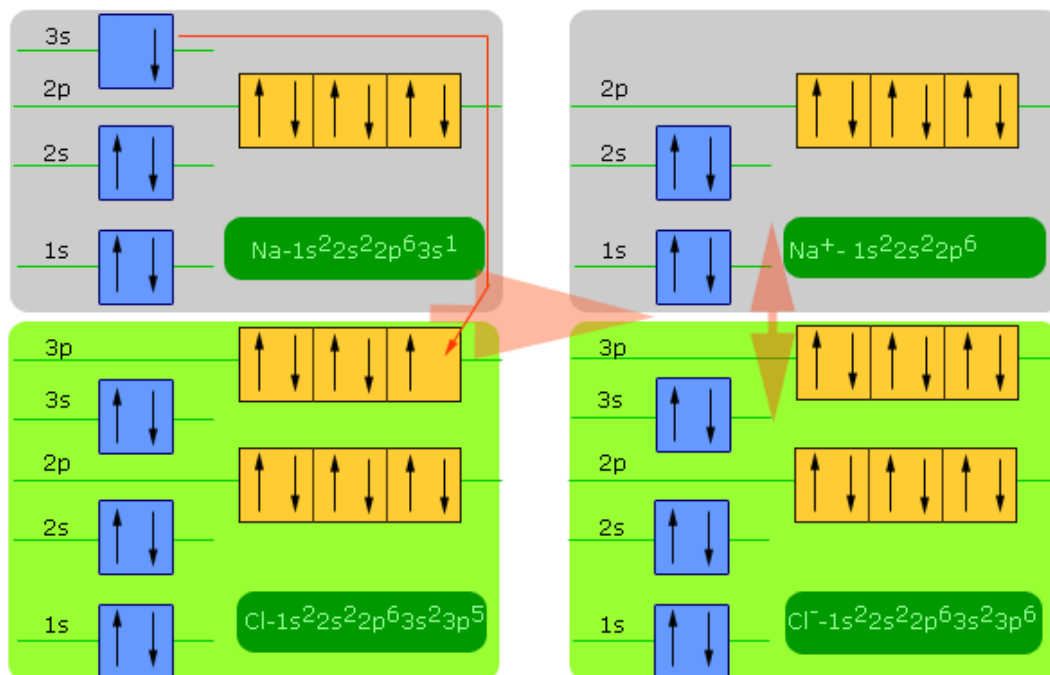 3s
2p
2s
1s
Na-1s²2s²2p⁶3s¹
2p
2s
1s
Na⁺- 1s²2s²2p⁶
3p
3s
2p
2s
1s
Cl-1s²2s²2p⁶3s²3p⁵
3p
3s
2p
2s
1s
Cl⁻-1s²2s²2p⁶3s²3p⁶